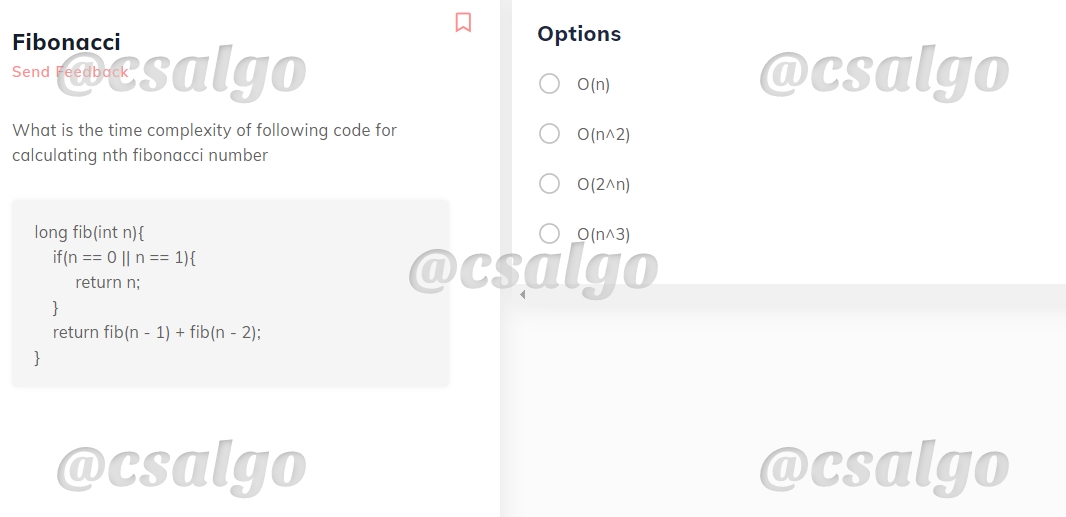 Fibonacci
Send Feedback
What is the time complexity of following code for
calculating nth fibonacci number
long fib(int n){
if(n == 0 || n == 1){
return n;
}
return fib(n - 1) + fib(n - 2);
}
Options
O(n)
O(n^2)
O(2^n)
O(n^3)
@csalgo
@csalgo
@csalgo
@csalgo
@csalgo